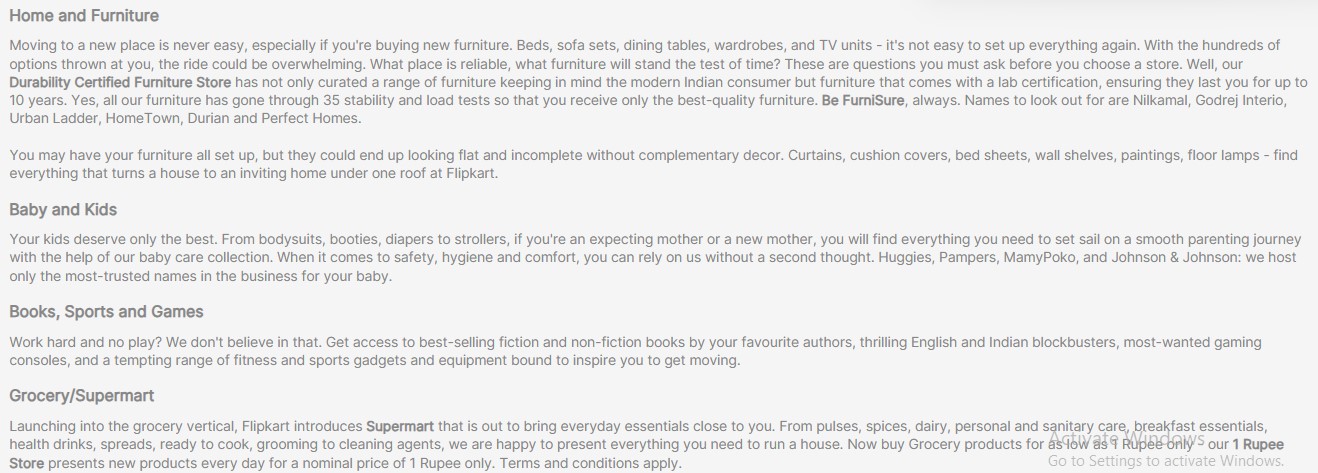 Home and Furniture
Moving to a new place is never easy, especially if you're buying new furniture. Beds, sofa sets, dining tables, wardrobes, and TV units - it's not easy to set up everything again. With the hundreds of
options thrown at you, the ride could be overwhelming. What place is reliable, what furniture will stand the test of time? These are questions you must ask before you choose a store. Well, our
Durability Certified Furniture Store has not only curated a range of furniture keeping in mind the modern Indian consumer but furniture that comes with a lab certification, ensuring they last you for up to
10 years. Yes, all our furniture has gone through 35 stability and load tests so that you receive only the best-quality furniture. Be FurniSure, always. Names to look out for are Nilkamal, Godrej Interio,
Urban Ladder, HomeTown, Durian and Perfect Homes.
You may have your furniture all set up, but they could end up looking flat and incomplete without complementary decor. Curtains, cushion covers, bed sheets, wall shelves, paintings, floor lamps - find
everything that turns a house to an inviting home under one roof at Flipkart.
Baby and Kids
Your kids deserve only the best. From bodysuits, booties, diapers to strollers, if you're an expecting mother or a new mother, you will find everything you need to set sail on a smooth parenting journey
with the help of our baby care collection. When it comes to safety, hygiene and comfort, you can rely on us without a second thought. Huggies, Pampers, MamyPoko, and Johnson & Johnson: we host
only the most-trusted names in the business for your baby.
Books, Sports and Games
Work hard and no play? We don't believe in that. Get access to best-selling fiction and non-fiction books by your favourite authors, thrilling English and Indian blockbusters, most-wanted gaming
consoles, and a tempting range of fitness and sports gadgets and equipment bound to inspire you to get moving.
Grocery/Supermart
Launching into the grocery vertical, Flipkart introduces Supermart that is out to bring everyday essentials close to you. From pulses, spices, dairy, personal and sanitary care, breakfast essentials,
health drinks, spreads, ready to cook, grooming to cleaning agents, we are happy to present everything you need to run a house. Now buy Grocery products for as low as 1 Rupee only - our 1 Rupee
Store presents new products every day for a nominal price of 1 Rupee only. Terms and conditions apply.
Activate Windows
Go to Settings to activate Windows.